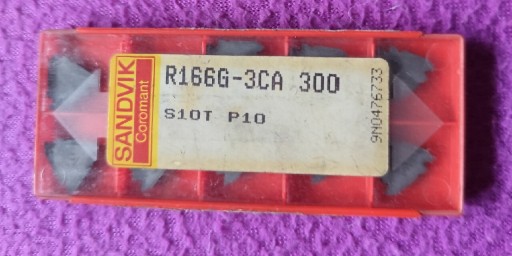 SANDVIK
Coromant
R166G-3CA 300
S10T P10
9N0476733